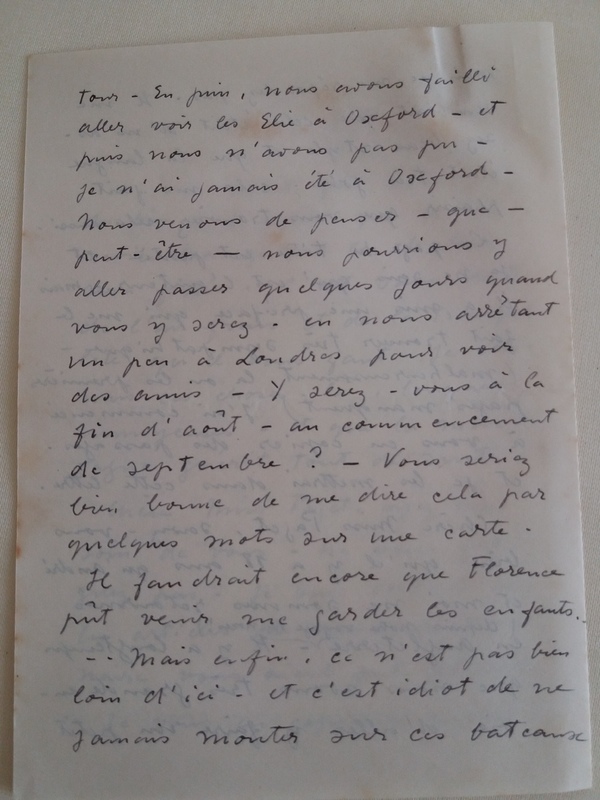 tour - En juin, nous avons failli
aller voir les Elie à Oxford - et
puis nous n'avons pas pu -
je n'ai jamais été à Oxford -
Nous venons de penser - que -
peut-être — nous pourrions y
aller passer quelques jours quand
vous y serez - en nous arrêtant
un peu à Londres pour voir
des amis - Y serez-vous à la
fin d'août - au commencement
de septembre ? - Vous seriez
bien bonne de me dire cela par
quelques mots sur une carte.
Il faudrait encore que Florence
pût venir me garder les enfants..
-- Mais enfin, ce n'est pas bien
loin d'ici - et c'est idiot de ne
jamais monter sur ces bateaux